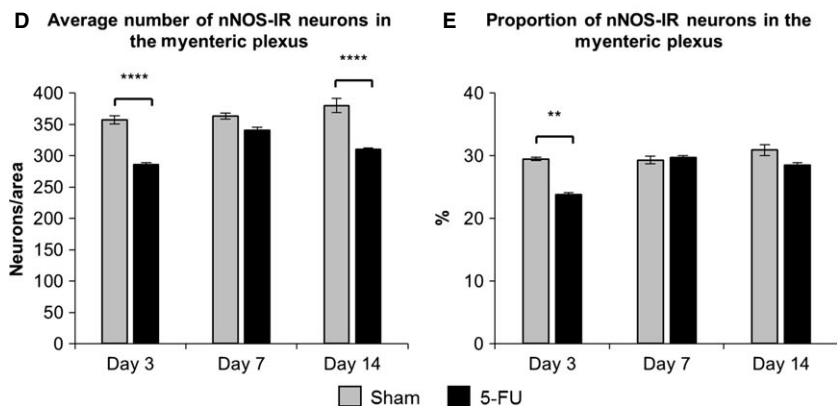 D Average number of nNOS-IR neurons in
the myenteric plexus
****
****
400
350
300
250
200
150
100
50
0
Neurons/area
Day 3 Day 7 Day 14
E Proportion of nNOS-IR neurons in the
myenteric plexus
**
40
30
20
10
0
%
Day 3 Day 7 Day 14
Sham 5-FU